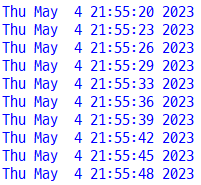 Thu May  4 21:55:20 2023
Thu May  4 21:55:23 2023
Thu May  4 21:55:26 2023
Thu May  4 21:55:29 2023
Thu May  4 21:55:33 2023
Thu May  4 21:55:36 2023
Thu May  4 21:55:39 2023
Thu May  4 21:55:42 2023
Thu May  4 21:55:45 2023
Thu May  4 21:55:48 2023